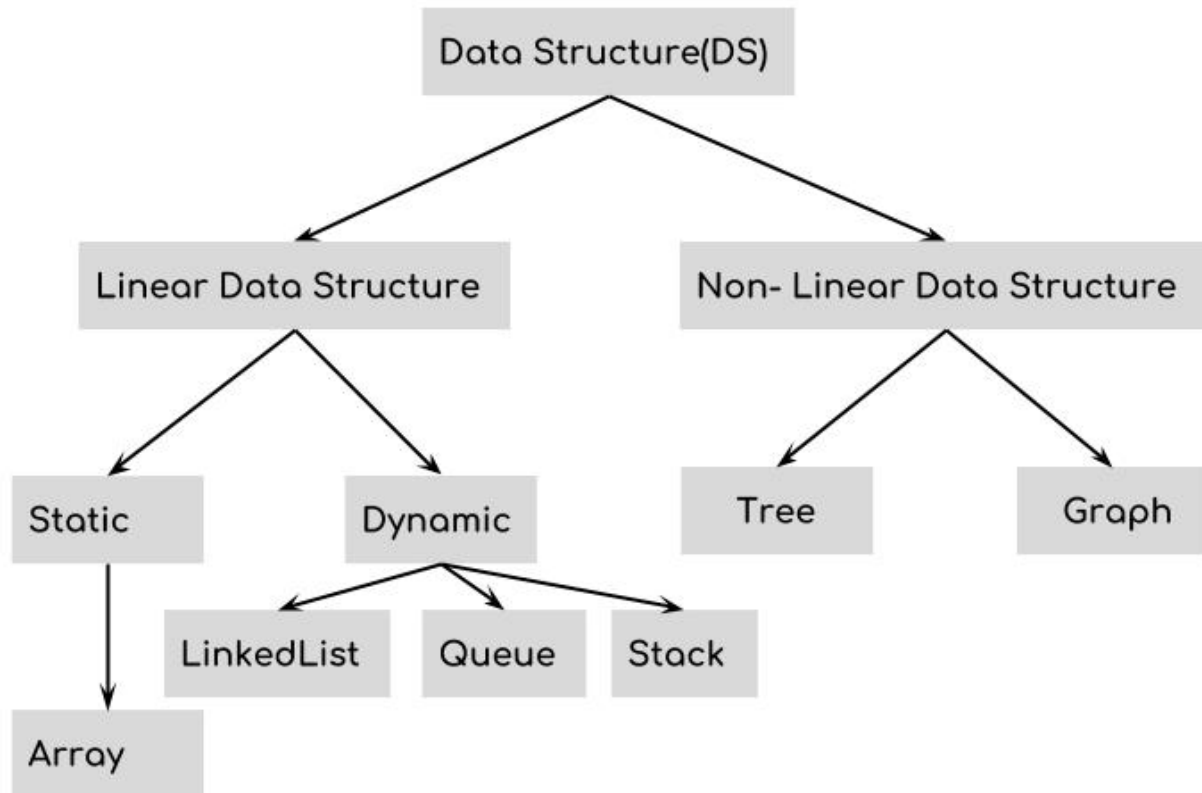 Data Structure(DS)
Linear Data Structure
Non- Linear Data Structure
Static
Dynamic
Tree
Graph
LinkedList
Queue
Stack
Array